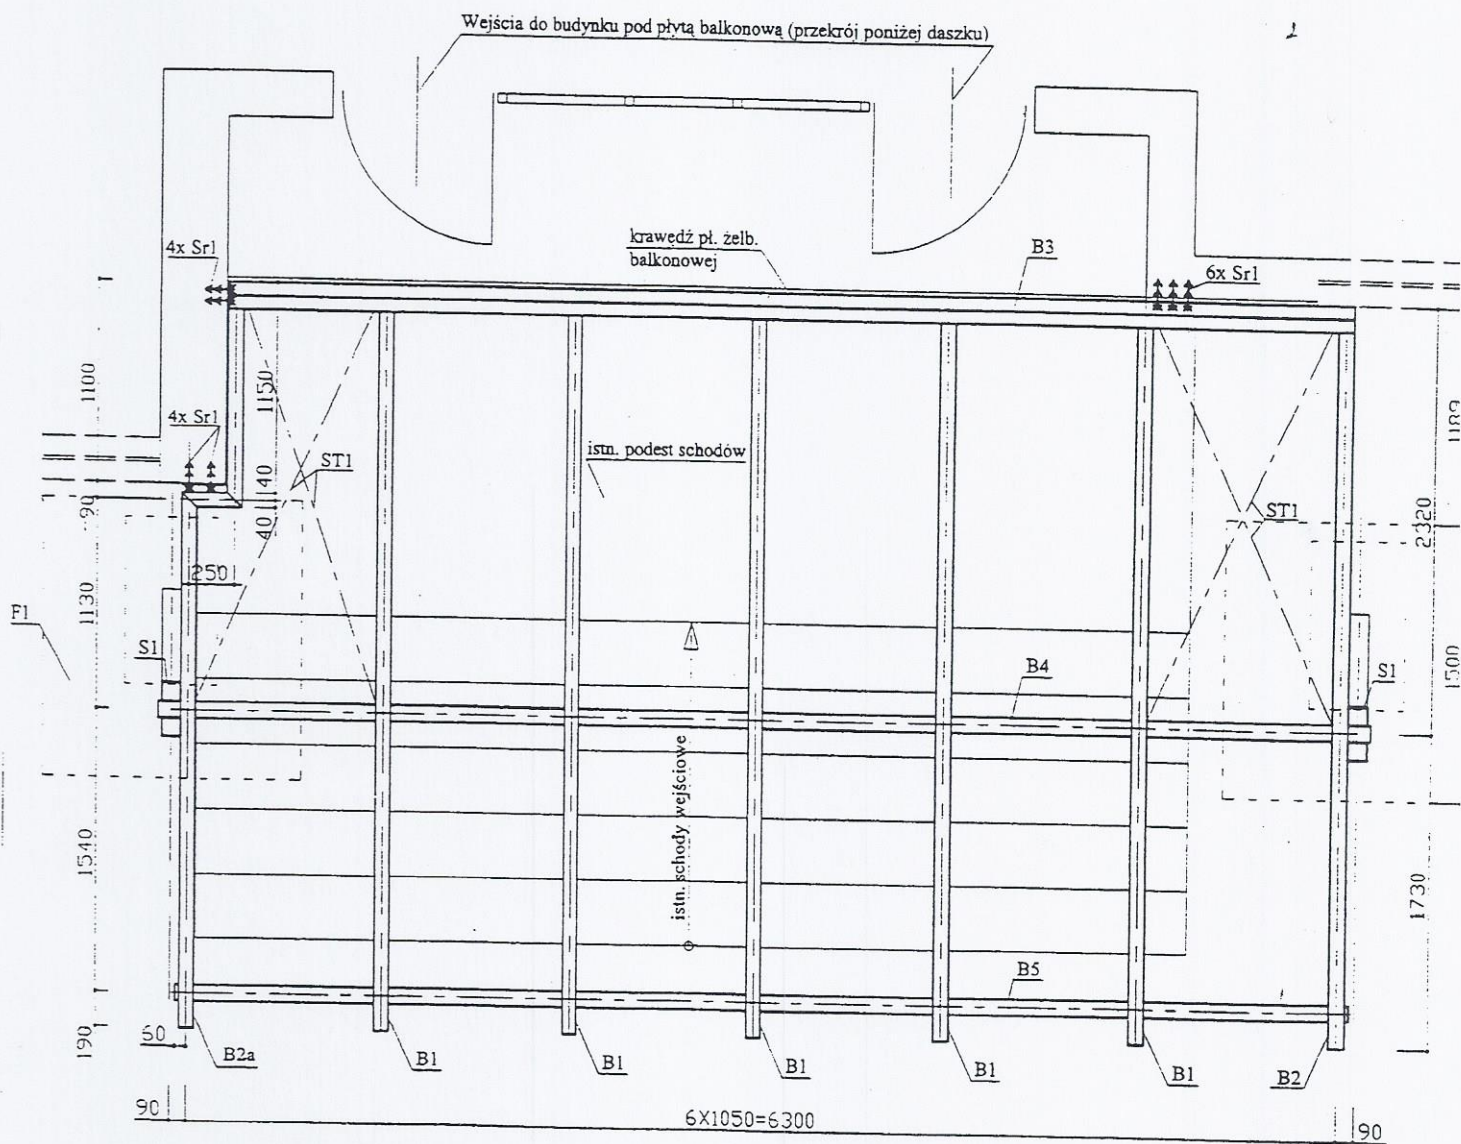 Wejścia do budynku pod płytą balkonową (przekrój poniżej daszku)
4x Sr1
krawędź pł. żelb.
balkonowej
B3
6x Sr1
1100
1150
4x Sr1
istn. podest schodów
ST1
40
40
ST1
90
2320
250
1130
F1
S1
B4
S1
1500
istn. schody wejściowe
1540
1730
B5
190
B2a
B1
B1
B1
B1
B1
B2
90
6X1050=6300
90